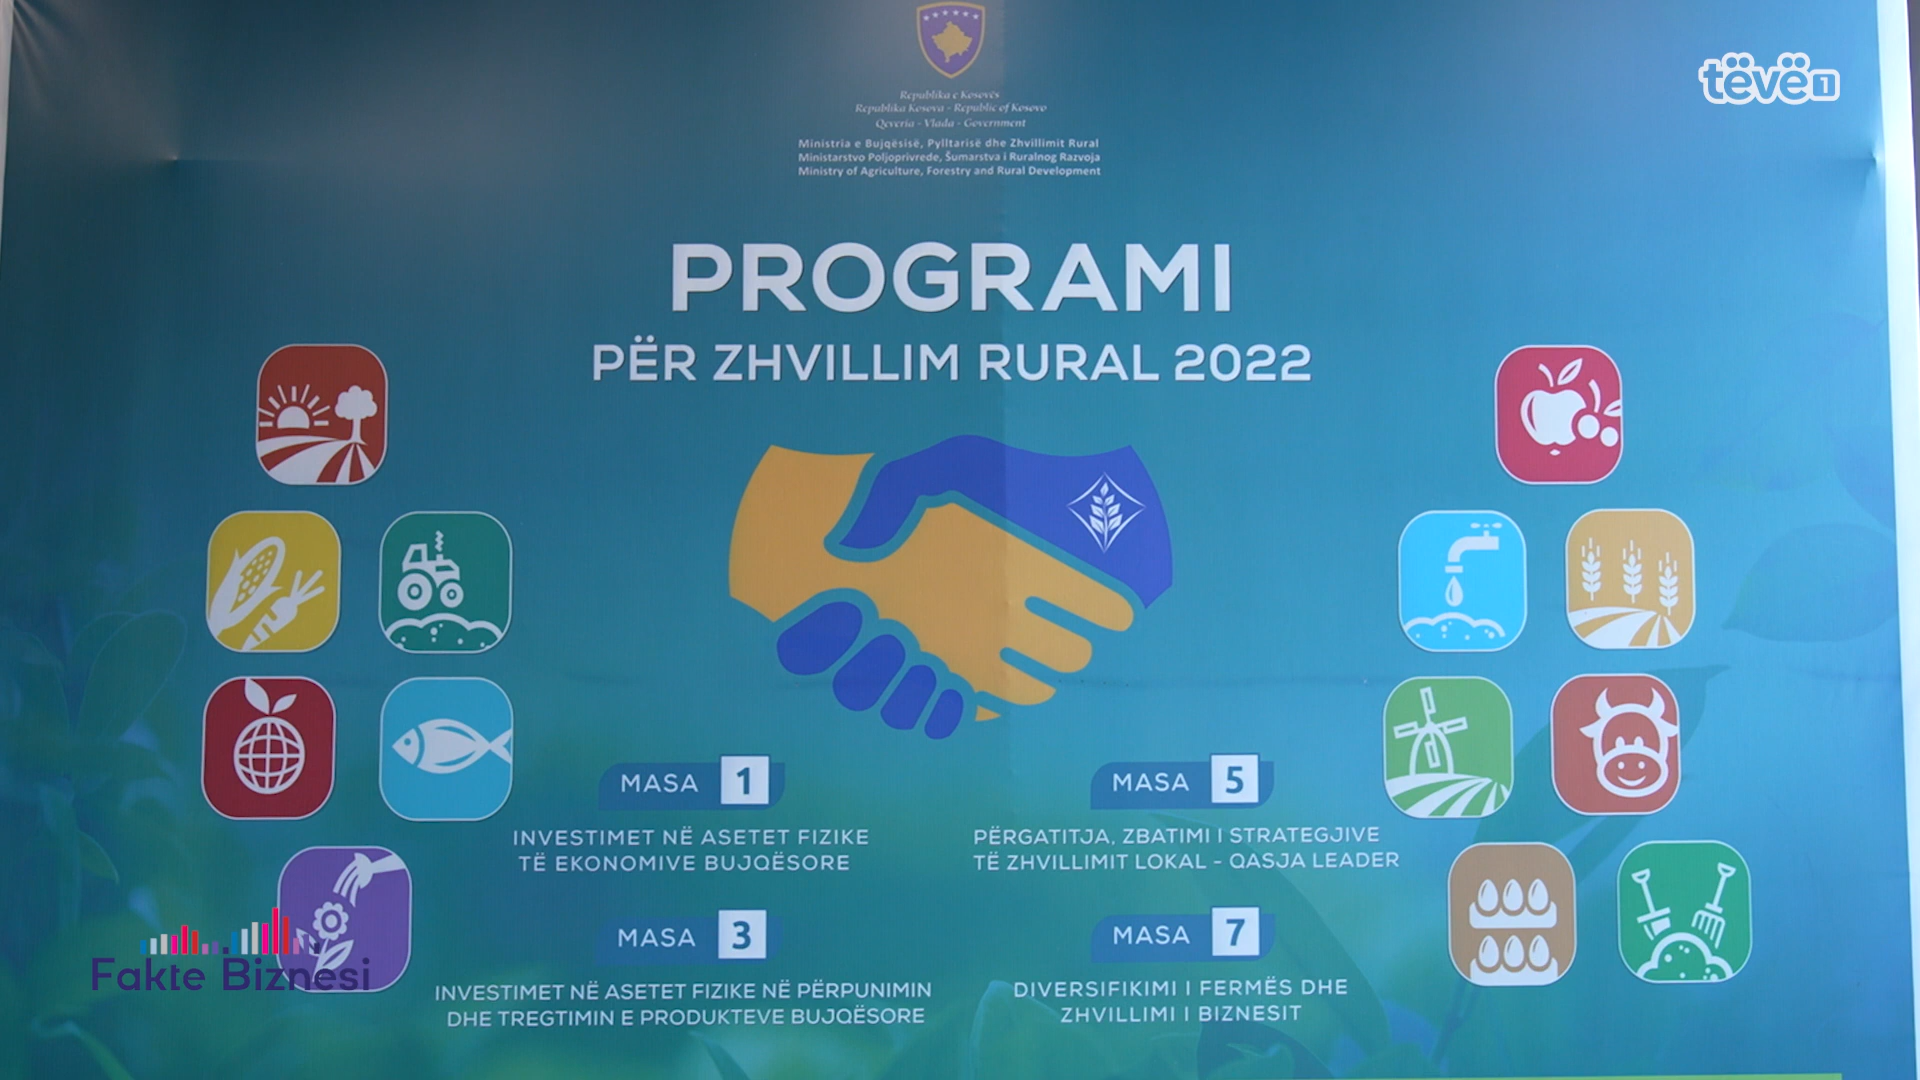 tëvë1
Republika e Kosovës
Republika Kosova - Republic of Kosovo
Qeveria - Vlada - Government
Ministria e Bujqësisë, Pylltarisë dhe Zhvillimit Rural
Ministarstvo Poljoprivrede, Šumarstva i Ruralnog Razvoja
Ministry of Agriculture, Forestry and Rural Development
PROGRAMI
PËR ZHVILLIM RURAL 2022
MASA 1
INVESTIMET NË ASETET FIZIKE
TË EKONOMIVE BUJQËSORE
MASA 5
PËRGATITJA, ZBATIMI I STRATEGJIVE
TË ZHVILLIMIT LOKAL - QASJA LEADER
MASA 3
INVESTIMET NË ASETET FIZIKE NË PËRPUNIMIN
DHE TREGTIMIN E PRODUKTEVE BUJQËSORE
MASA 7
DIVERSIFIKIMI I FERMËS DHE
ZHVILLIMI I BIZNESIT
Fakte Biznesi